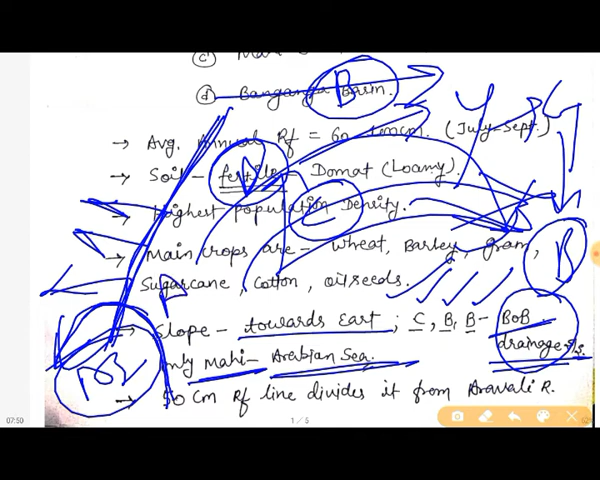 (d) Banganga Basin.
B
→ Avg. Annual Rf = 60 - 100cm. (July-Sept.)
→ Soil - fertile - Domat (Loamy).
→ Highest Population Density.
C
→ Main crops are - Wheat, Barley, gram,
B
Sugarcane, Cotton, oilseeds.
→ Slope - towards East; C, B, B - BoB
drainage s/s.
only Mahi - Arabian Sea.
→ 50 cm Rf line divides it from Aravali R.
07:50
1 / 5